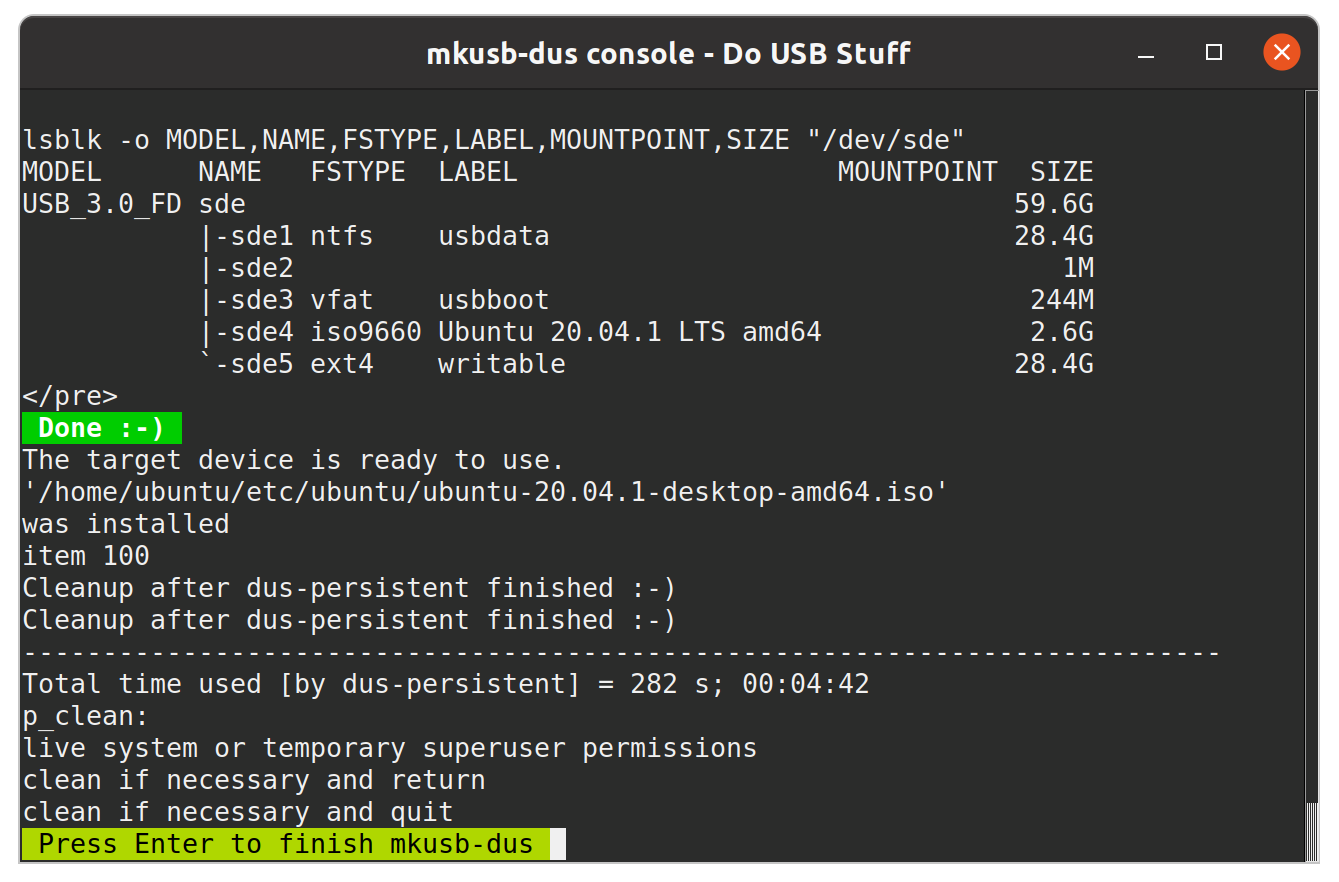 mkusb-dus console - Do USB Stuff
lsblk -o MODEL,NAME,FSTYPE,LABEL,MOUNTPOINT,SIZE "/dev/sde"
MODEL      NAME   FSTYPE  LABEL                    MOUNTPOINT  SIZE
USB_3.0_FD sde                                                59.6G
           |-sde1 ntfs    usbdata                             28.4G
           |-sde2                                                1M
           |-sde3 vfat    usbboot                              244M
           |-sde4 iso9660 Ubuntu 20.04.1 LTS amd64             2.6G
           `-sde5 ext4    writable                            28.4G
</pre>
Done :-)
The target device is ready to use.
'/home/ubuntu/etc/ubuntu/ubuntu-20.04.1-desktop-amd64.iso'
was installed
item 100
Cleanup after dus-persistent finished :-)
Cleanup after dus-persistent finished :-)
---------------------------------------------------------------------------
Total time used [by dus-persistent] = 282 s; 00:04:42
p_clean:
live system or temporary superuser permissions
clean if necessary and return
clean if necessary and quit
Press Enter to finish mkusb-dus